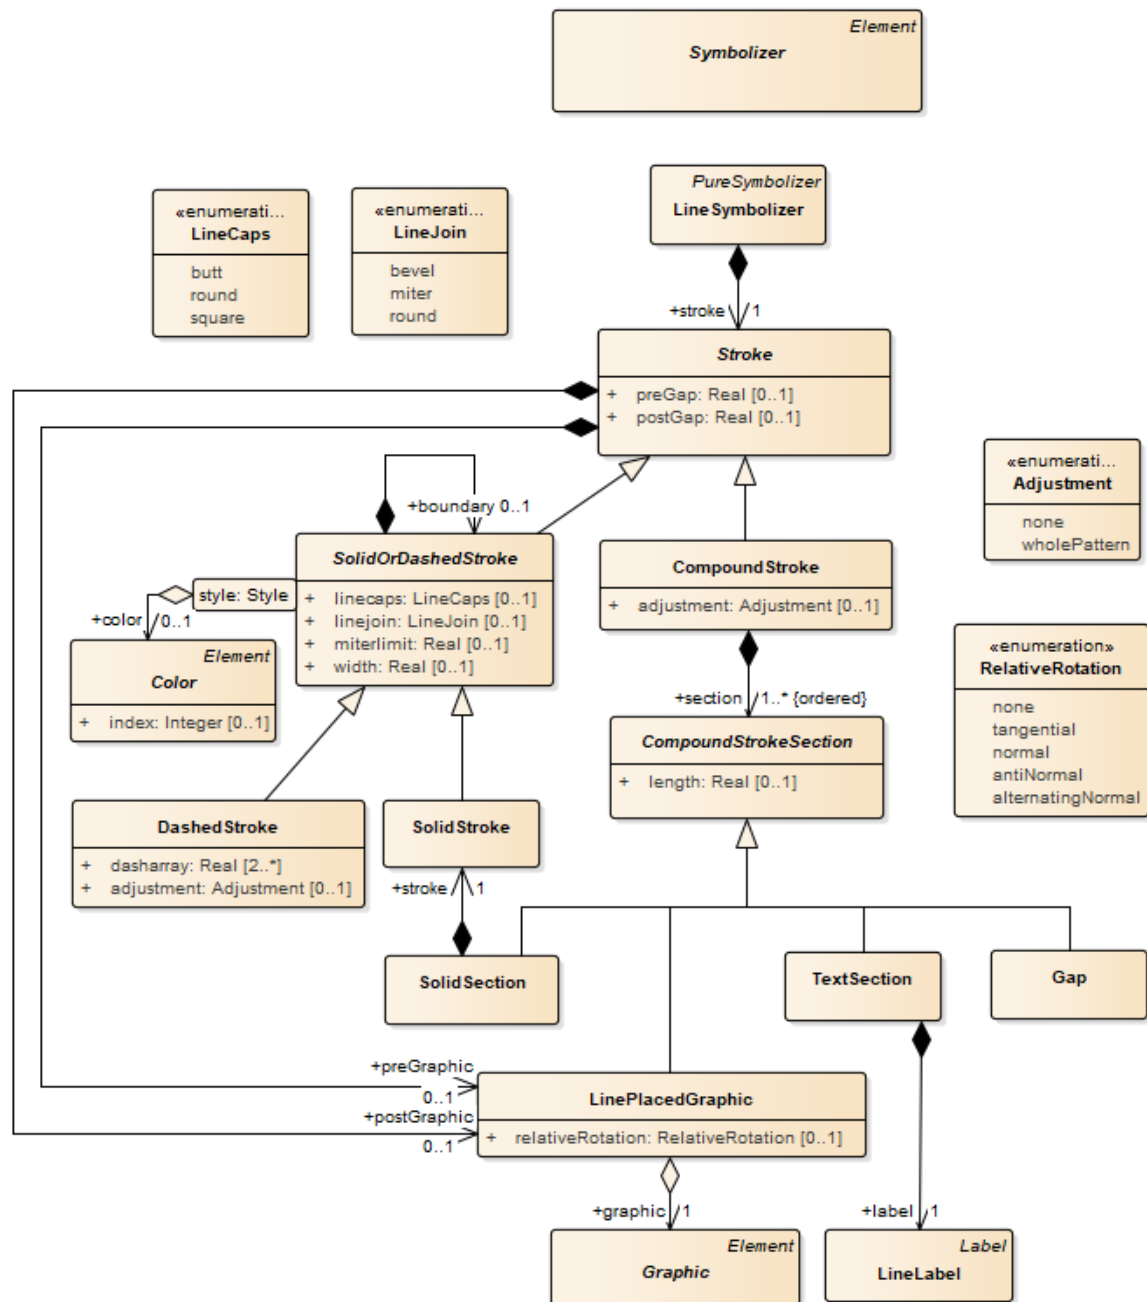 Element
Symbolizer
PureSymbolizer
LineSymbolizer
«enumerati...
LineCaps
butt
round
square
«enumerati...
LineJoin
bevel
miter
round
+stroke 1
Stroke
+ preGap: Real [0..1]
+ postGap: Real [0..1]
«enumerati...
Adjustment
none
wholePattern
+boundary 0..1
SolidOrDashedStroke
+ linecaps: LineCaps [0..1]
+ linejoin: LineJoin [0..1]
+ miterlimit: Real [0..1]
+ width: Real [0..1]
style: Style
+color 0..1
Element
Color
+ index: Integer [0..1]
CompoundStroke
+ adjustment: Adjustment [0..1]
+section 1..* {ordered}
«enumeration»
RelativeRotation
none
tangential
normal
antiNormal
alternatingNormal
CompoundStrokeSection
+ length: Real [0..1]
DashedStroke
+ dasharray: Real [2..*]
+ adjustment: Adjustment [0..1]
SolidStroke
+stroke 1
SolidSection
TextSection
Gap
+preGraphic
0..1
+postGraphic
0..1
LinePlacedGraphic
+ relativeRotation: RelativeRotation [0..1]
+graphic 1
+label 1
Element
Graphic
Label
LineLabel